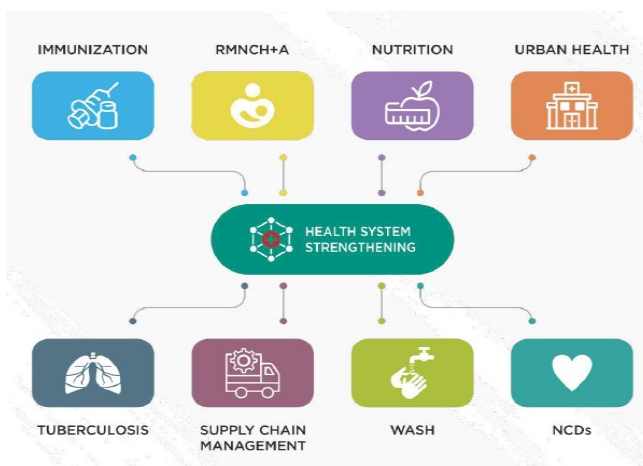 IMMUNIZATION
RMNCH+A
NUTRITION
URBAN HEALTH
HEALTH SYSTEM
STRENGTHENING
TUBERCULOSIS
SUPPLY CHAIN
MANAGEMENT
WASH
NCDs